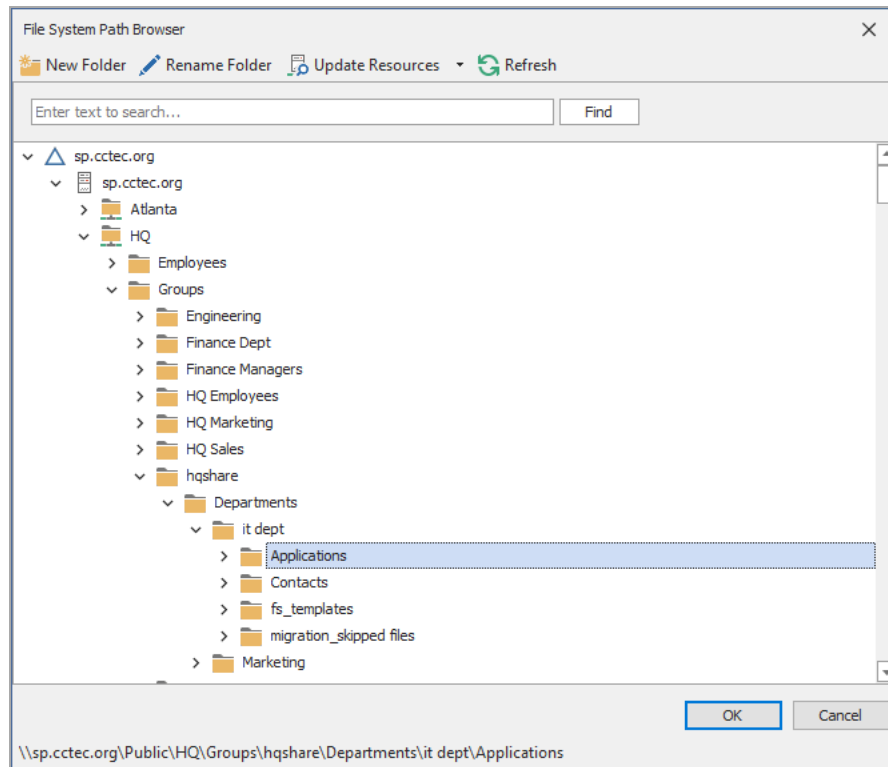 File System Path Browser
New Folder Rename Folder Update Resources Refresh
Enter text to search... Find
sp.cctec.org
sp.cctec.org
Atlanta
HQ
Employees
Groups
Engineering
Finance Dept
Finance Managers
HQ Employees
HQ Marketing
HQ Sales
hqshare
Departments
it dept
Applications
Contacts
fs_templates
migration_skipped files
Marketing
OK Cancel
\\sp.cctec.org\Public\HQ\Groups\hqshare\Departments\it dept\Applications